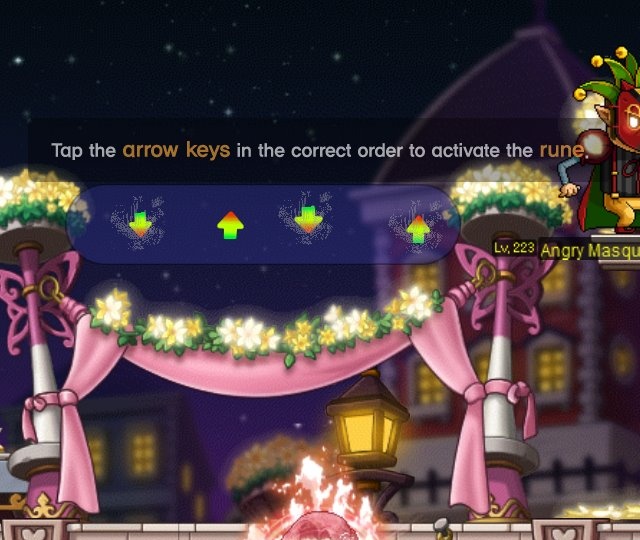 Tap the arrow keys in the correct order to activate the rune.
Lv, 223 Angry Masqu